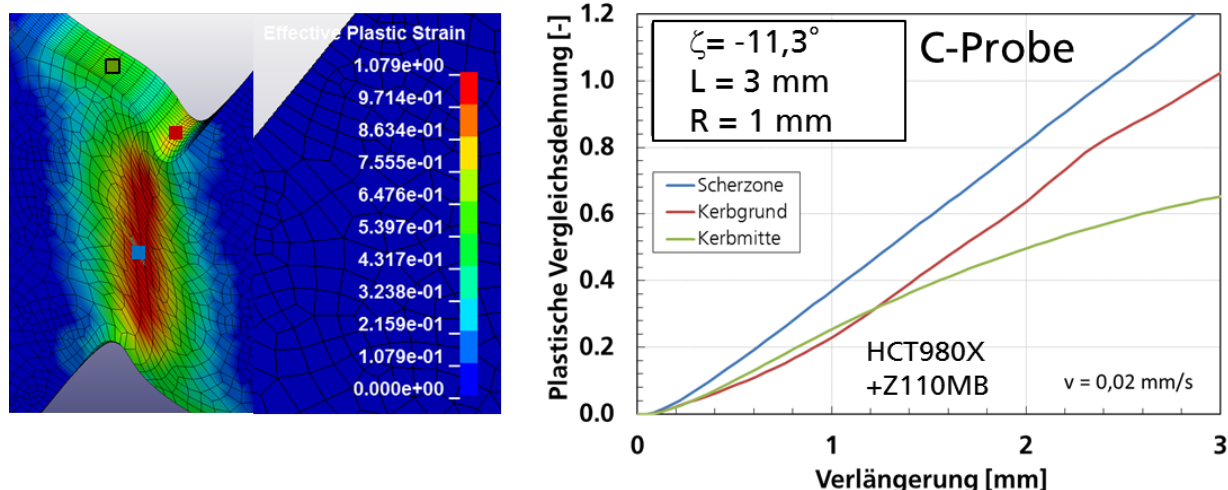 Effective Plastic Strain
1.079e+00
9.714e-01
8.634e-01
7.555e-01
6.476e-01
5.397e-01
4.317e-01
3.238e-01
2.159e-01
1.079e-01
0.000e+00
Plastische Vergleichsdehnung [-]
1.2
1.0
0.8
0.6
0.4
0.2
0.0
ζ= -11,3°
L = 3 mm
R = 1 mm
C-Probe
Scherzone
Kerbgrund
Kerbmitte
HCT980X
+Z110MB
v = 0,02 mm/s
0
1
2
3
Verlängerung [mm]